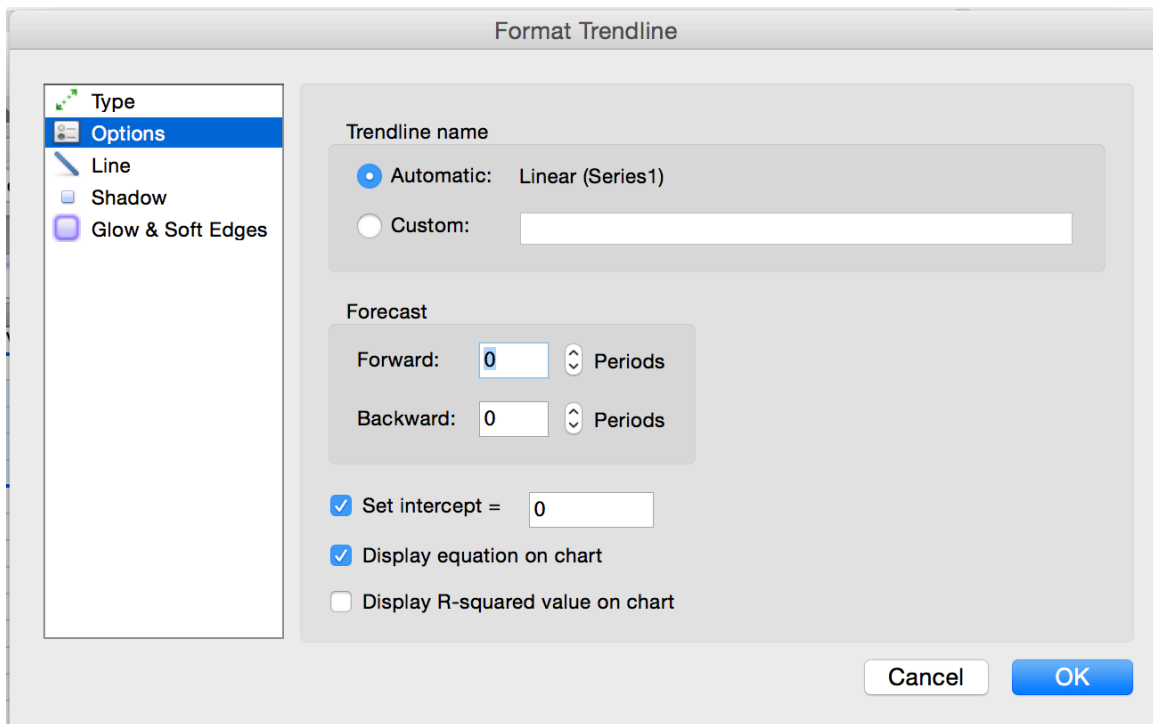 Format Trendline
Type
Options
Line
Shadow
Glow & Soft Edges
Trendline name
Automatic: Linear (Series1)
Custom:
Forecast
Forward: 0 Periods
Backward: 0 Periods
Set intercept = 0
Display equation on chart
Display R-squared value on chart
Cancel OK